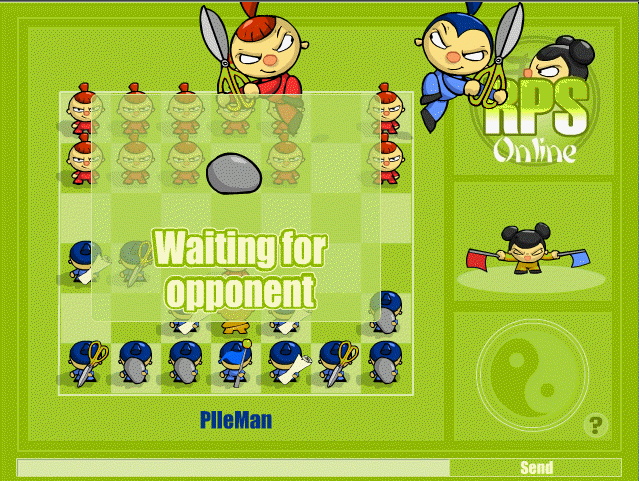 RPS
Online
Waiting for
opponent
PlleMan
?
Send